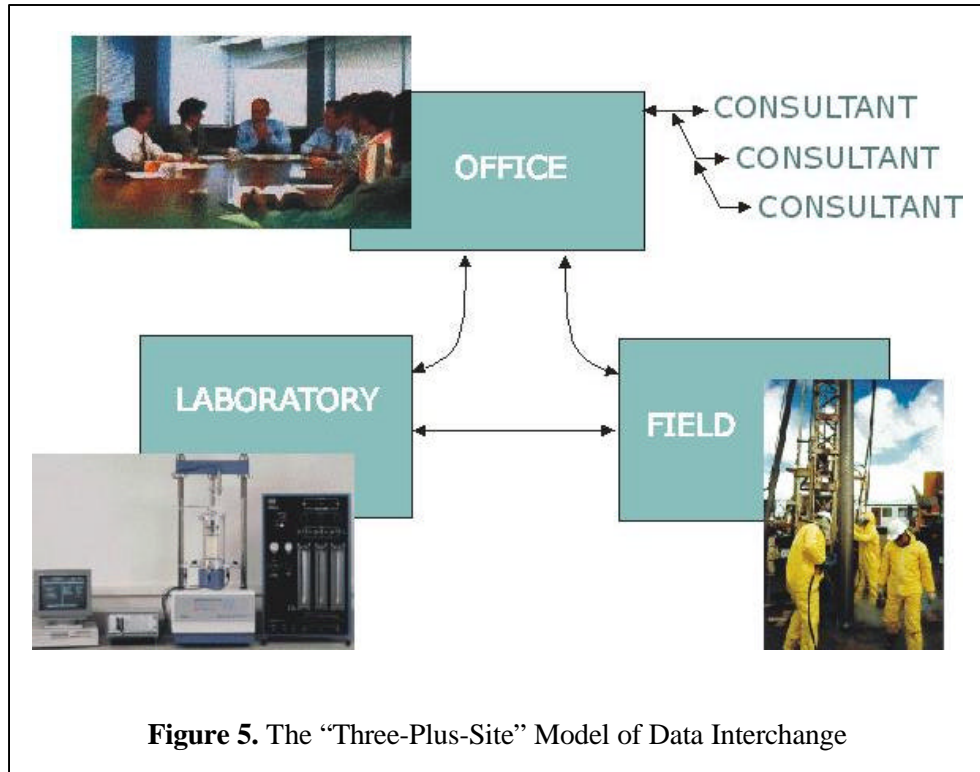 OFFICE
CONSULTANT
CONSULTANT
CONSULTANT
LABORATORY
FIELD
Figure 5. The “Three-Plus-Site” Model of Data Interchange